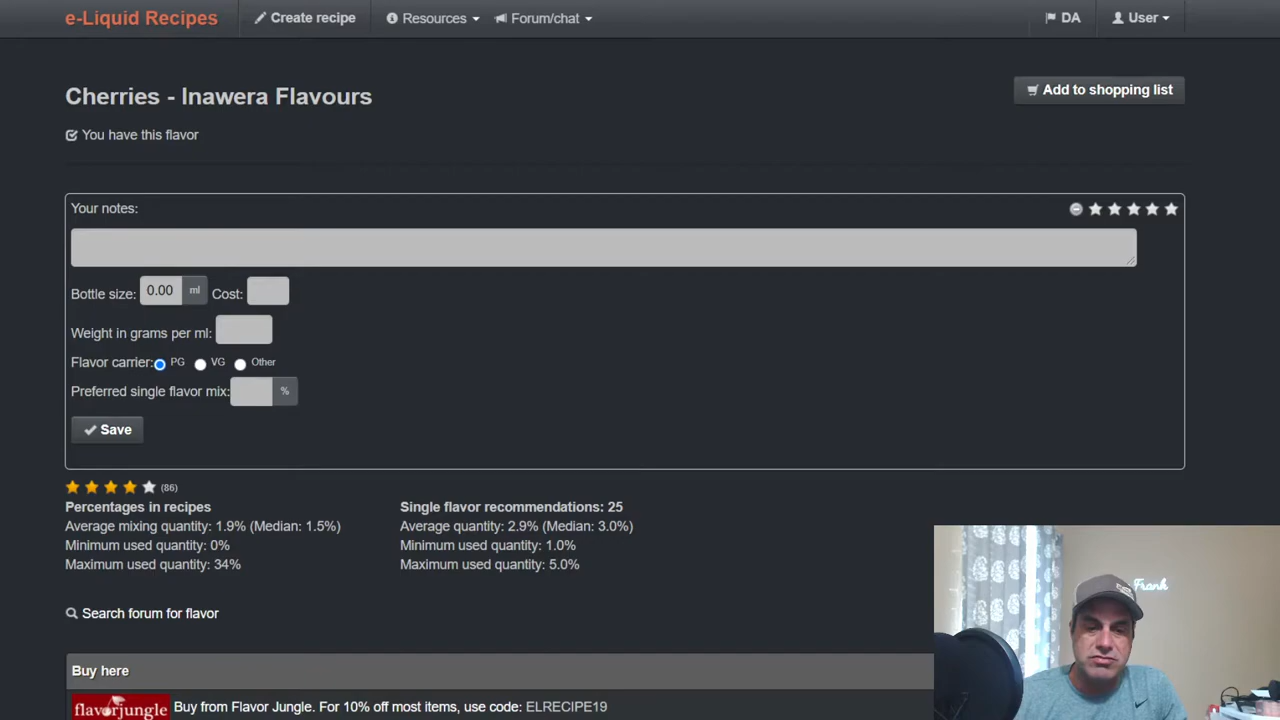 e-Liquid Recipes Create recipe Resources Forum/chat DA User
Cherries - Inawera Flavours
Add to shopping list
You have this flavor
Your notes:
Bottle size: 0.00 ml Cost:
Weight in grams per ml:
Flavor carrier: PG VG Other
Preferred single flavor mix: %
Save
(86)
Percentages in recipes
Average mixing quantity: 1.9% (Median: 1.5%)
Minimum used quantity: 0%
Maximum used quantity: 34%
Single flavor recommendations: 25
Average quantity: 2.9% (Median: 3.0%)
Minimum used quantity: 1.0%
Maximum used quantity: 5.0%
Search forum for flavor
Buy here
flavorjungle Buy from Flavor Jungle. For 10% off most items, use code: ELRECIPE19
Frank